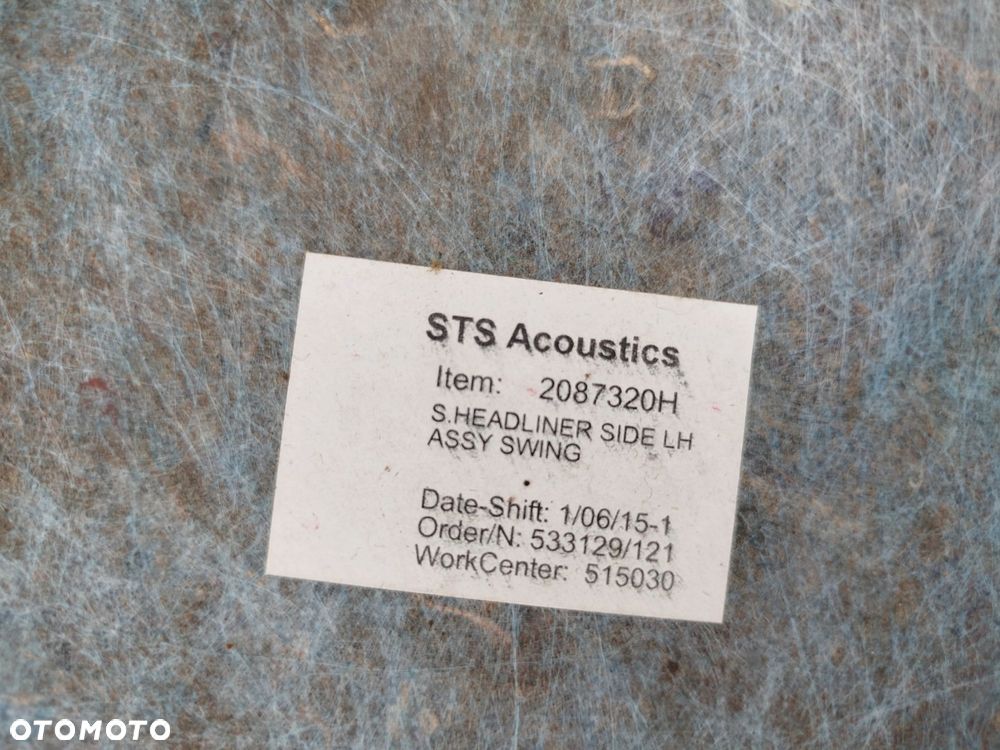 STS Acoustics
Item: 2087320H
S.HEADLINER SIDE LH
ASSY SWING
Date-Shift: 1/06/15-1
Order/N: 533129/121
WorkCenter: 515030
OTOMOTO